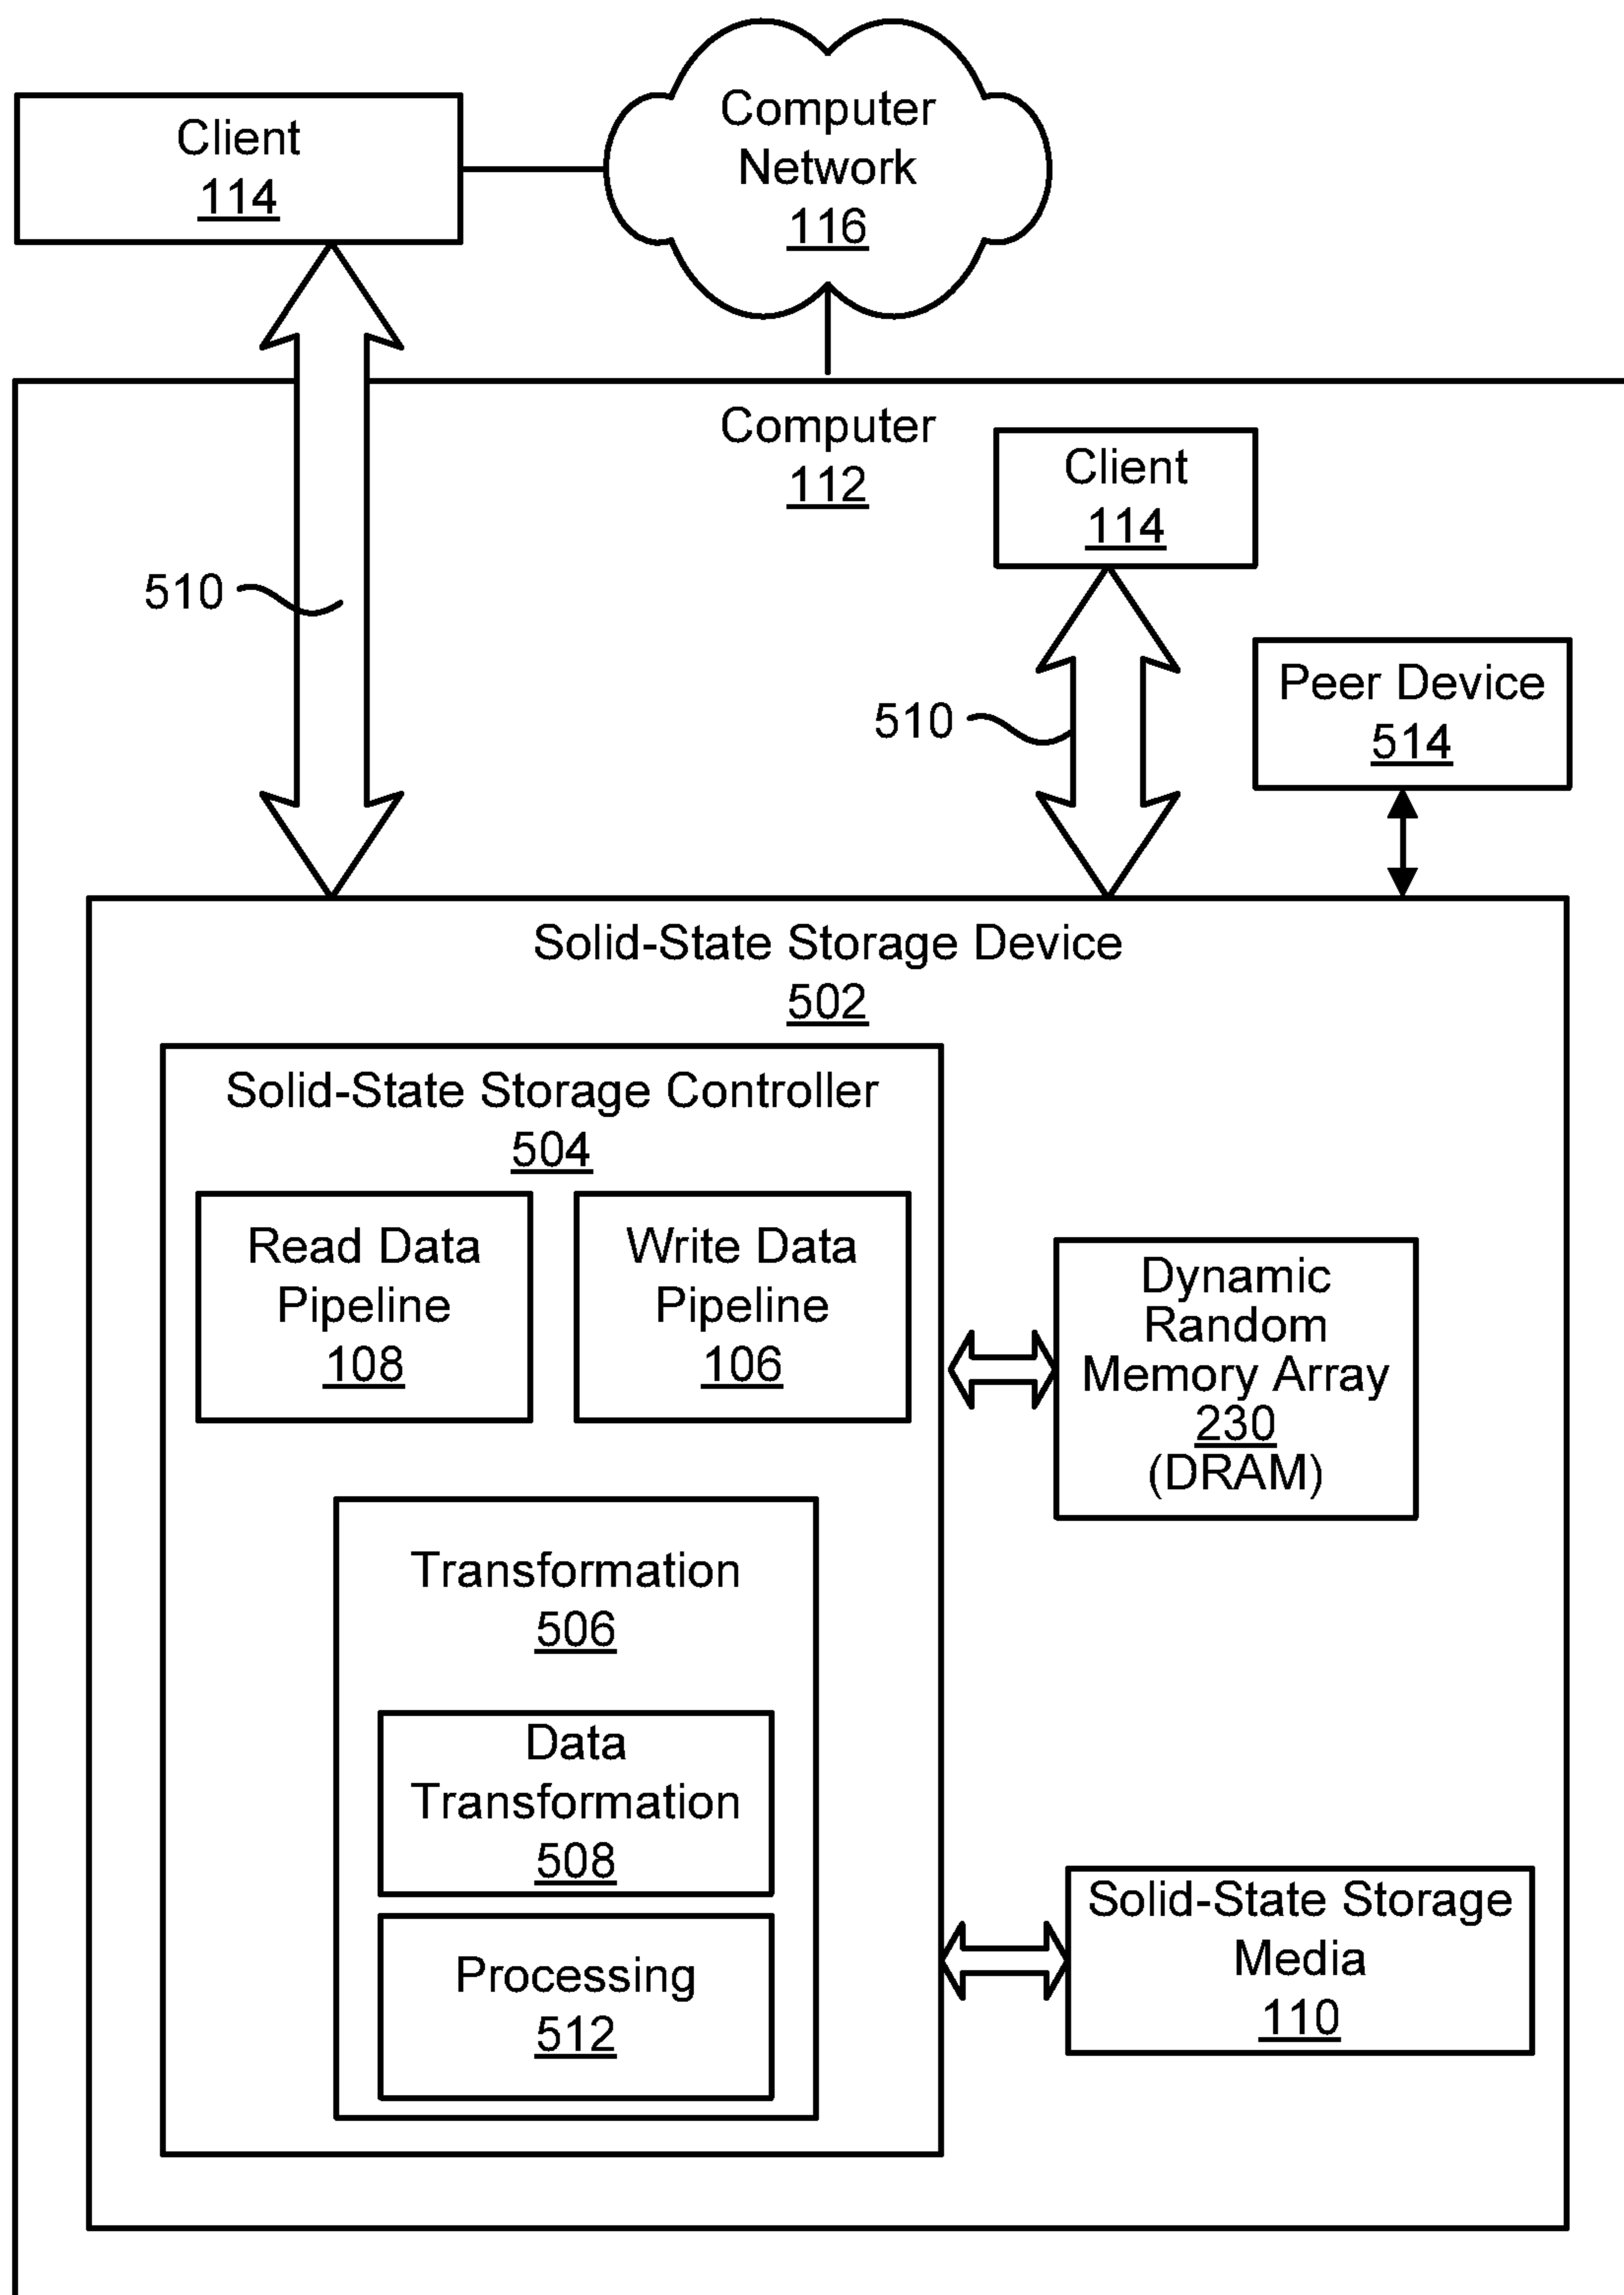 Client
114
Computer
Network
116
Computer
112
Client
114
510
510
Peer Device
514
Solid-State Storage Device
502
Solid-State Storage Controller
504
Read Data
Pipeline
108
Write Data
Pipeline
106
Dynamic
Random
Memory Array
230
(DRAM)
Transformation
506
Data
Transformation
508
Processing
512
Solid-State Storage
Media
110